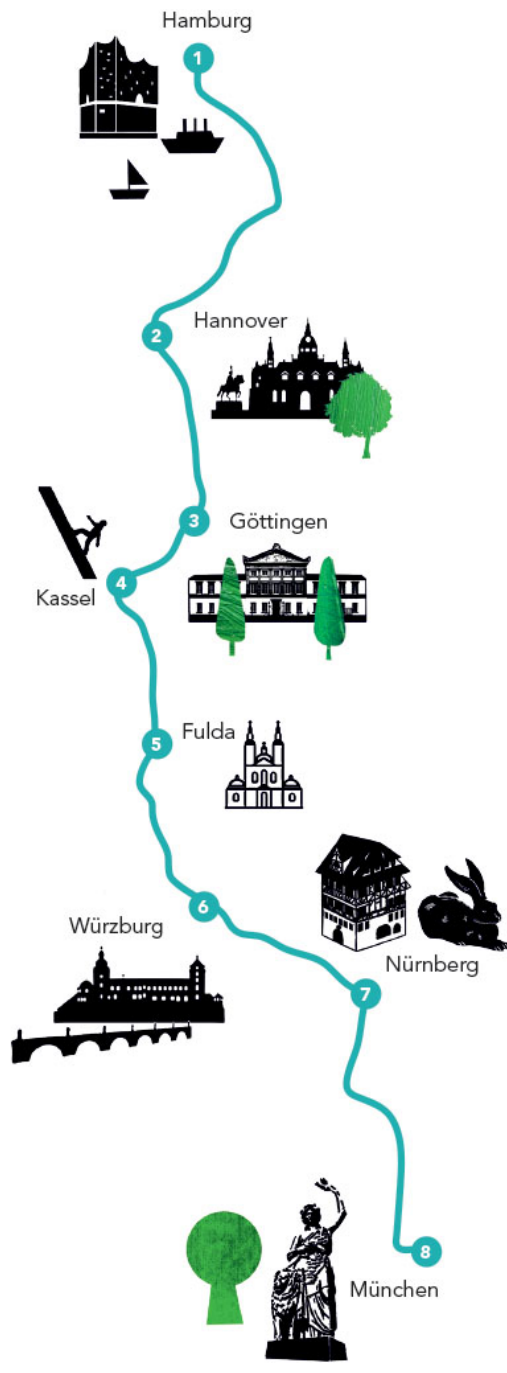 Hamburg
1
2
Hannover
3
Göttingen
4
Kassel
5
Fulda
6
Würzburg
Nürnberg
7
8
München